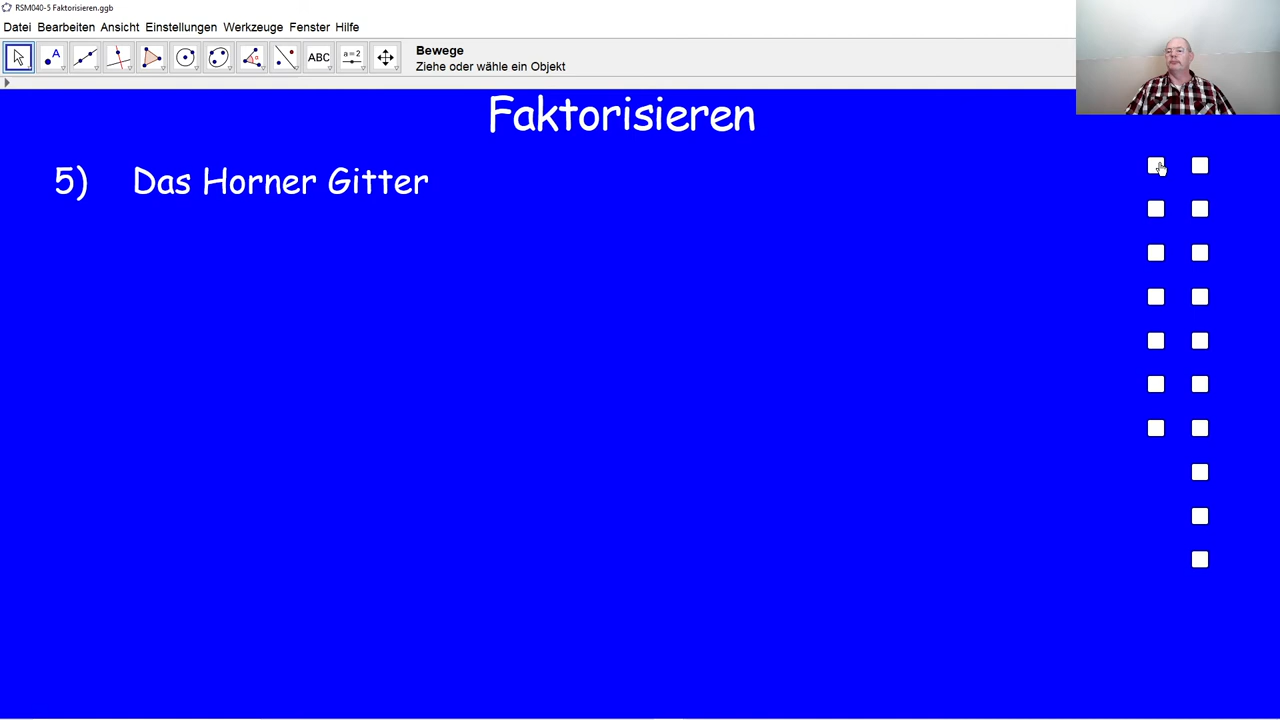 RSM040-5 Faktorisieren.ggb
Datei Bearbeiten Ansicht Einstellungen Werkzeuge Fenster Hilfe
A
ABC
a=2
Bewege
Ziehe oder wähle ein Objekt
Faktorisieren
5) Das Horner Gitter